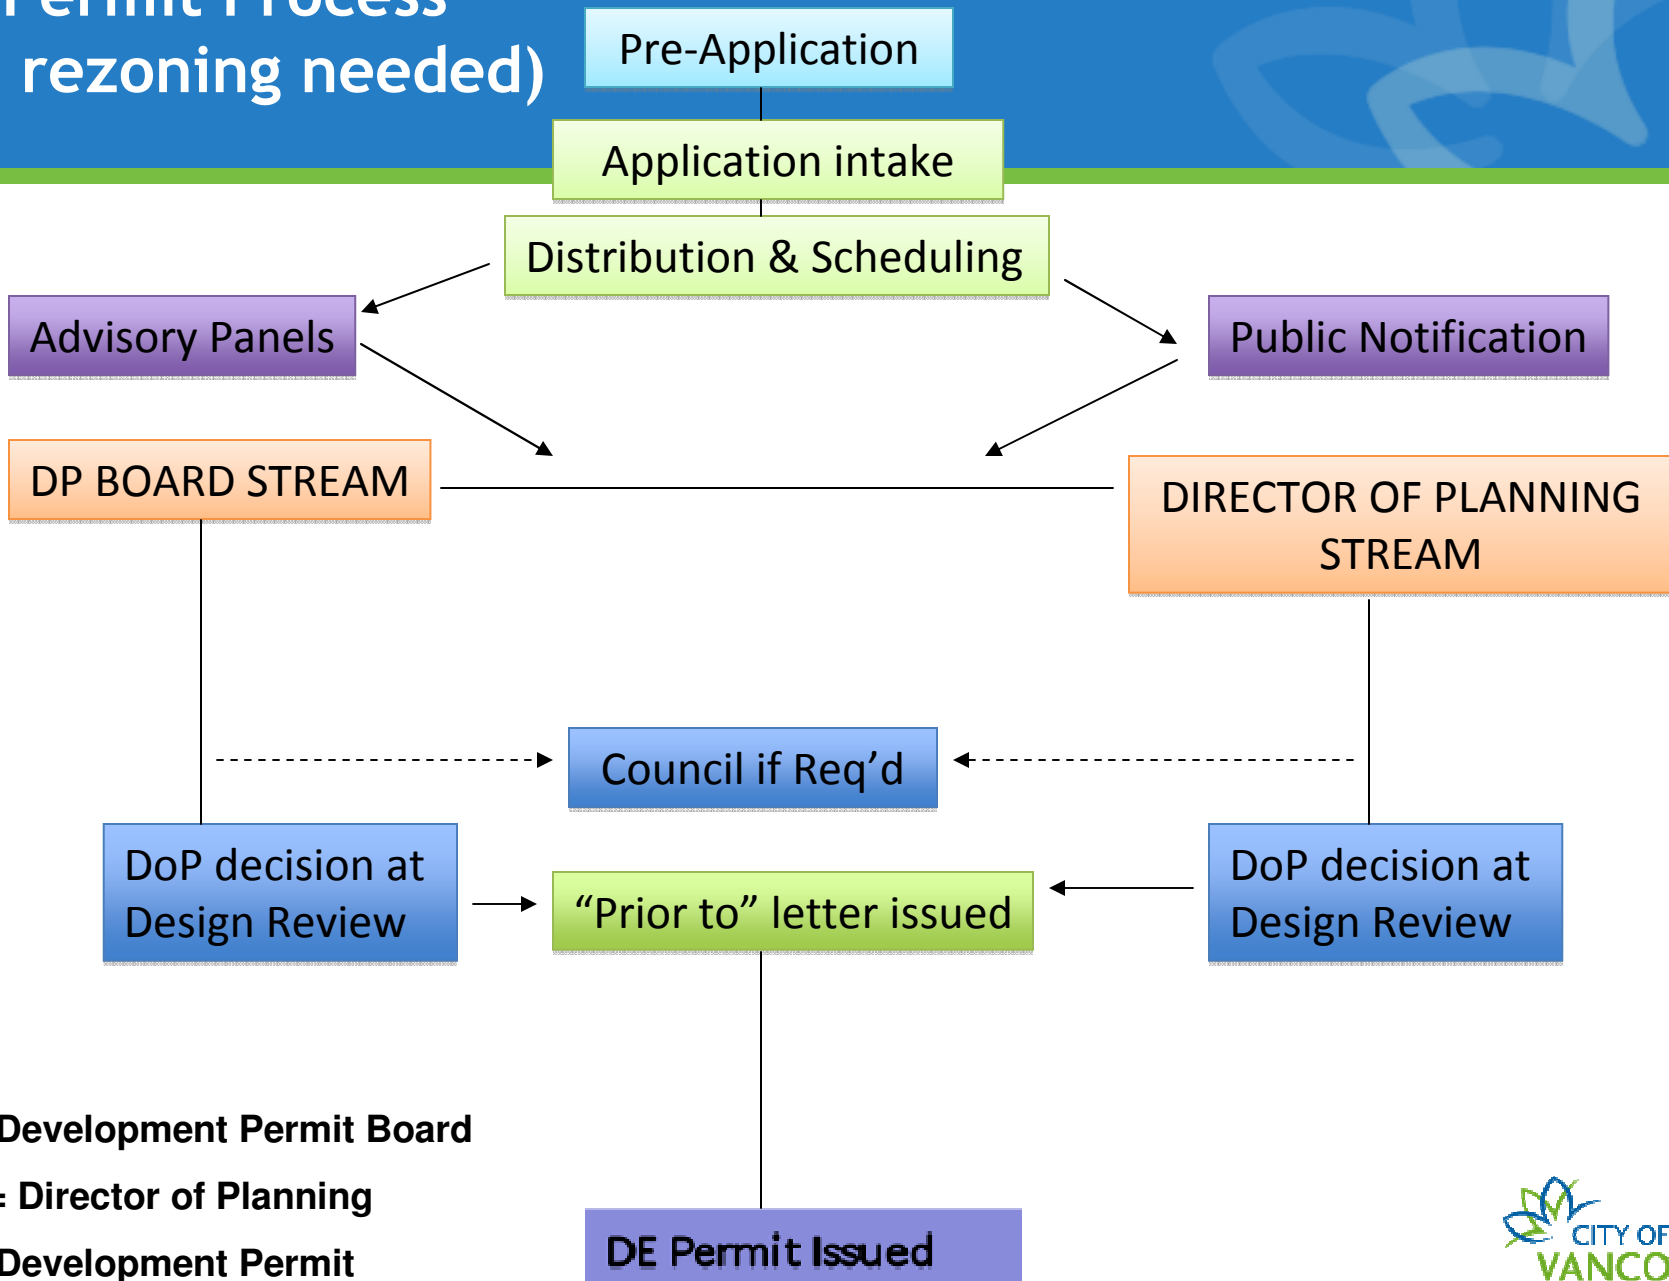 Permit Process
rezoning needed)
Pre-Application
Application intake
Distribution & Scheduling
Advisory Panels
Public Notification
DP BOARD STREAM
DIRECTOR OF PLANNING
STREAM
Council if Req’d
DoP decision at
Design Review
“Prior to” letter issued
DoP decision at
Design Review
Development Permit Board
= Director of Planning
Development Permit
DE Permit Issued
CITY OF
VANCO